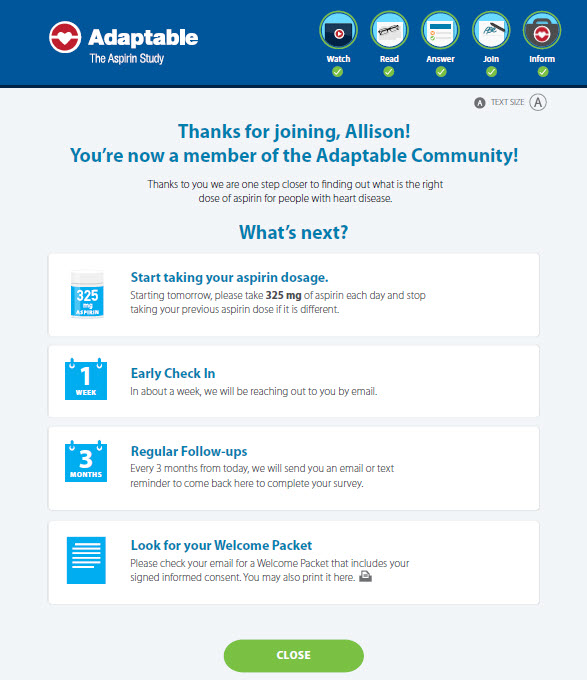 Adaptable
The Aspirin Study
Watch
Read
Answer
Join
Inform
A TEXT SIZE A
Thanks for joining, Allison!
You're now a member of the Adaptable Community!
Thanks to you we are one step closer to finding out what is the right
dose of aspirin for people with heart disease.
What's next?
325
mg
ASPIRIN
Start taking your aspirin dosage.
Starting tomorrow, please take 325 mg of aspirin each day and stop
taking your previous aspirin dose if it is different.
1
WEEK
Early Check In
In about a week, we will be reaching out to you by email.
3
MONTHS
Regular Follow-ups
Every 3 months from today, we will send you an email or text
reminder to come back here to complete your survey.
Look for your Welcome Packet
Please check your email for a Welcome Packet that includes your
signed informed consent. You may also print it here.
CLOSE